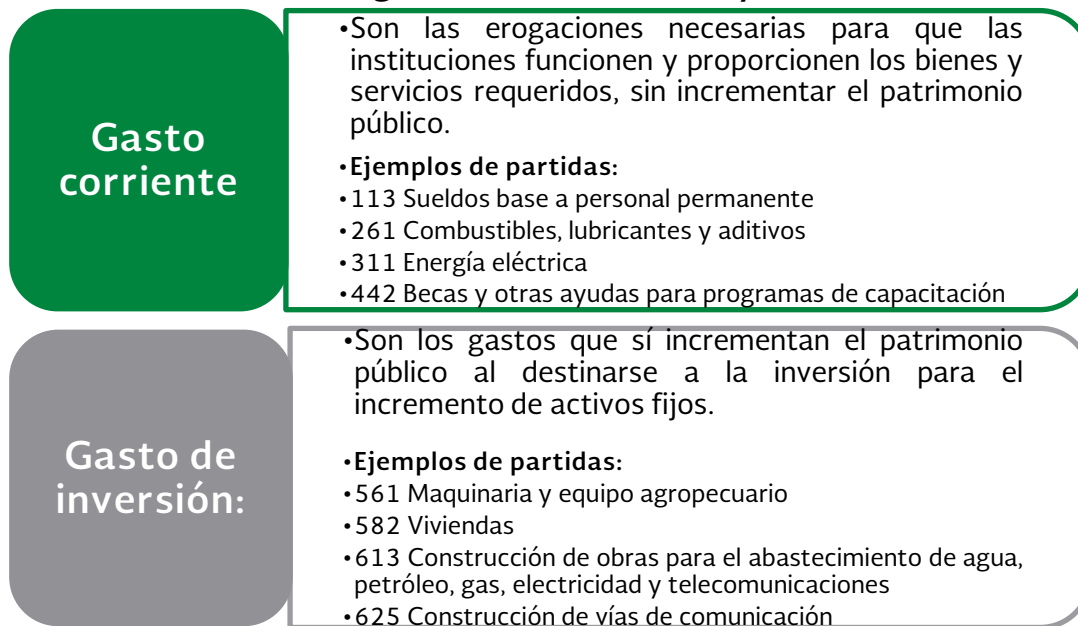 Gasto
corriente
•Son las erogaciones necesarias para que las
instituciones funcionen y proporcionen los bienes y
servicios requeridos, sin incrementar el patrimonio
público.
•Ejemplos de partidas:
•113 Sueldos base a personal permanente
•261 Combustibles, lubricantes y aditivos
•311 Energía eléctrica
•442 Becas y otras ayudas para programas de capacitación
Gasto de
inversión:
•Son los gastos que sí incrementan el patrimonio
público al destinarse a la inversión para el
incremento de activos fijos.
•Ejemplos de partidas:
•561 Maquinaria y equipo agropecuario
•582 Viviendas
•613 Construcción de obras para el abastecimiento de agua,
petróleo, gas, electricidad y telecomunicaciones
•625 Construcción de vías de comunicación